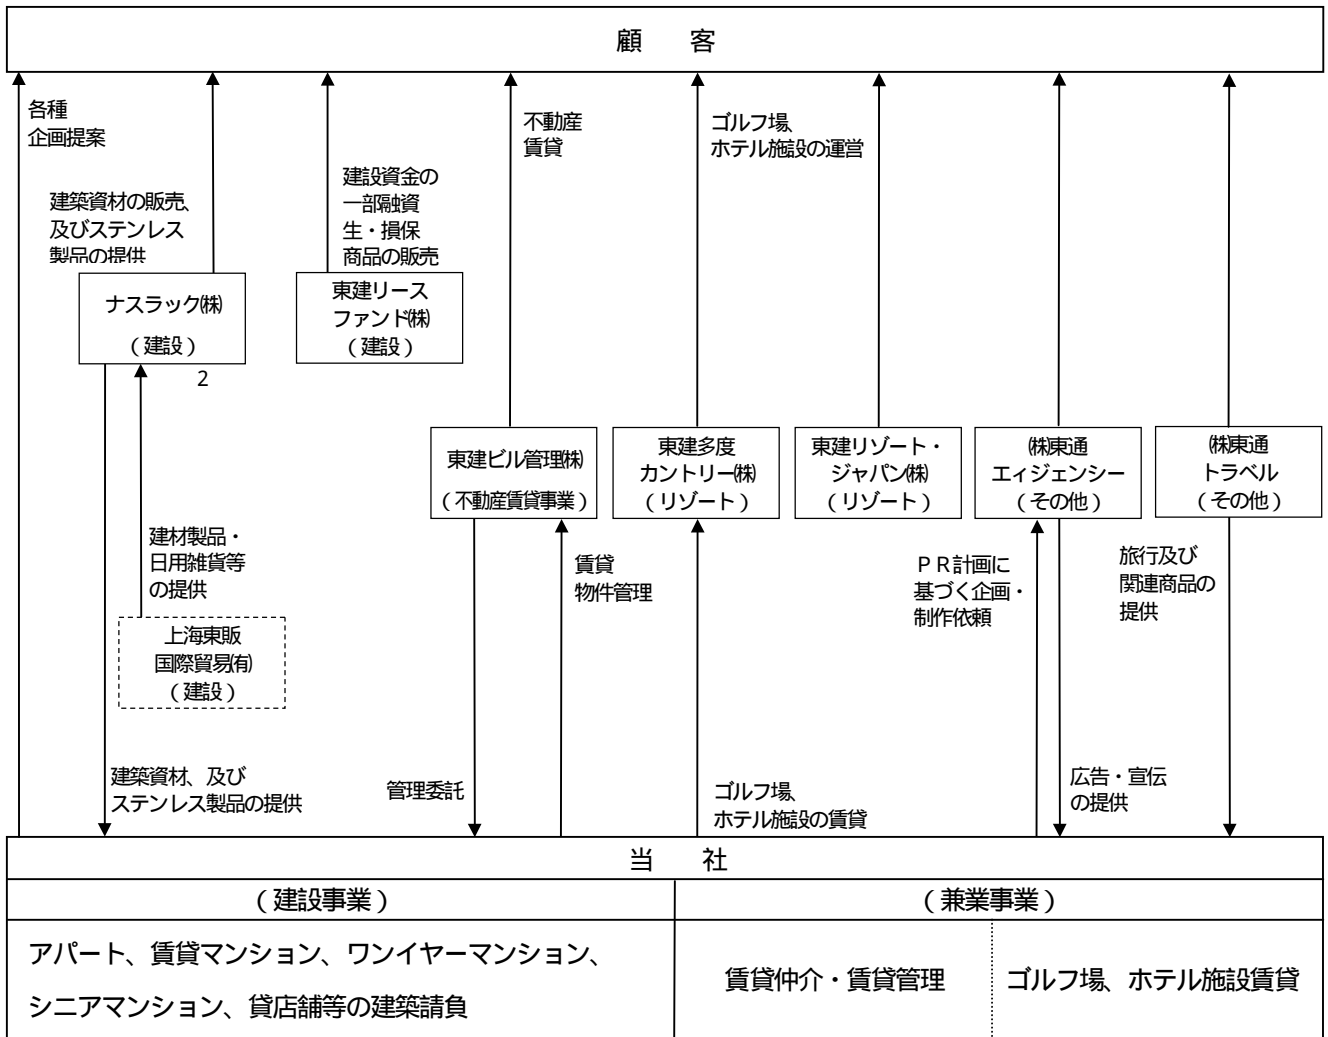 顧　客
各種
企画提案
不動産
賃貸
ゴルフ場、
ホテル施設の運営
建築資材の販売、
及びステンレス
製品の提供
建設資金の
一部融資
生・損保
商品の販売
ナスラック㈱
（建設）
2
東建リース
ファンド㈱
（建設）
東建ビル管理㈱
（不動産賃貸事業）
東建多度
カントリー㈱
（リゾート）
東建リゾート・
ジャパン㈱
（リゾート）
㈱東通
エィジェンシー
（その他）
㈱東通
トラベル
（その他）
建材製品・
日用雑貨等
の提供
賃貸
物件管理
ＰＲ計画に
基づく企画・
制作依頼
旅行及び
関連商品の
提供
上海東販
国際貿易㈲
（建設）
建築資材、及び
ステンレス製品の提供
管理委託
ゴルフ場、
ホテル施設の賃貸
広告・宣伝
の提供
当　社
（建設事業）
（兼業事業）
アパート、賃貸マンション、ワンイヤーマンション、
シニアマンション、貸店舗等の建築請負
賃貸仲介・賃貸管理
ゴルフ場、ホテル施設賃貸